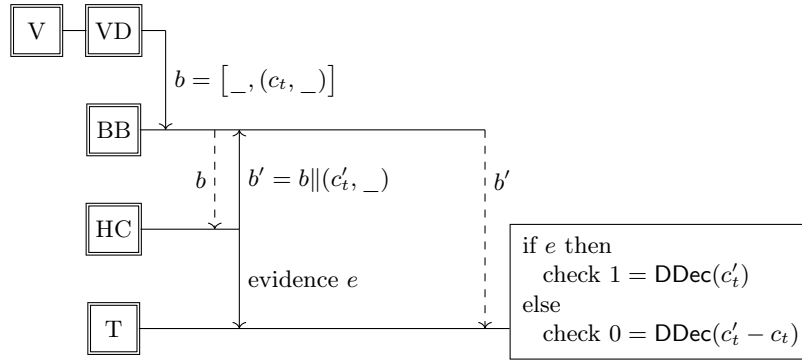 V VD
b = [_, (c_t, _)]
BB
b b′ = b‖(c′_t, _) b′
HC
if e then
check 1 = DDec(c′_t)
evidence e
else
T
check 0 = DDec(c′_t − c_t)